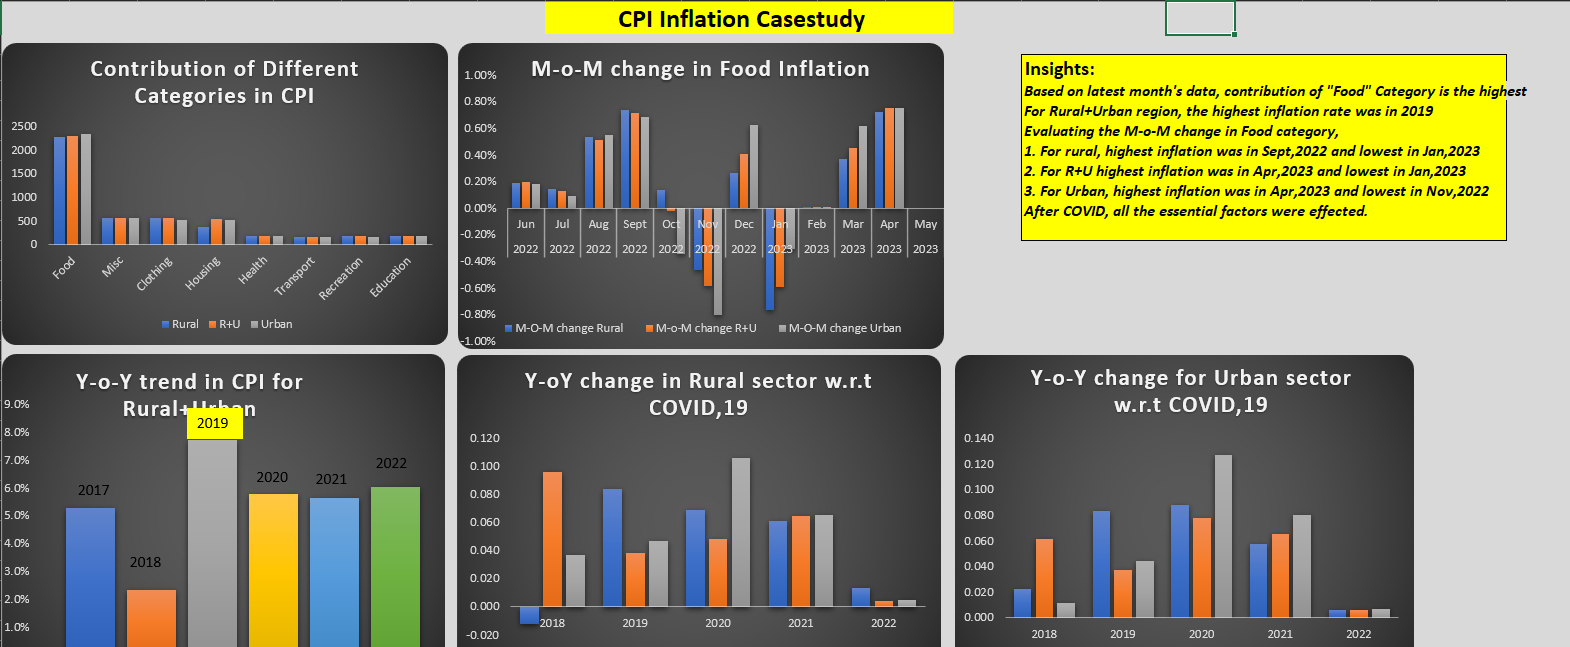 CPI Inflation Casestudy
Contribution of Different
Categories in CPI
2500
2000
1500
1000
500
0
Food
Misc
Clothing
Housing
Health
Transport
Recreation
Education
Rural R+U Urban
M-o-M change in Food Inflation
1.00%
0.80%
0.60%
0.40%
0.20%
0.00%
-0.20%
-0.40%
-0.60%
-0.80%
-1.00%
Jun Jul Aug Sept Oct Nov Dec Jan Feb Mar Apr May
2022 2022 2022 2022 2022 2022 2022 2023 2023 2023 2023 2023
M-O-M change Rural M-o-M change R+U M-O-M change Urban
Insights:
Based on latest month's data, contribution of "Food" Category is the highest
For Rural+Urban region, the highest inflation rate was in 2019
Evaluating the M-o-M change in Food category,
1. For rural, highest inflation was in Sept,2022 and lowest in Jan,2023
2. For R+U highest inflation was in Apr,2023 and lowest in Jan,2023
3. For Urban, highest inflation was in Apr,2023 and lowest in Nov,2022
After COVID, all the essential factors were effected.
Y-o-Y trend in CPI for
Rural+Urban
9.0%
8.0%
7.0%
6.0%
5.0%
4.0%
3.0%
2.0%
1.0%
2017
2018
2019
2020
2021
2022
Y-oY change in Rural sector w.r.t
COVID,19
0.120
0.100
0.080
0.060
0.040
0.020
0.000
-0.020
2018 2019 2020 2021 2022
Y-o-Y change for Urban sector
w.r.t COVID,19
0.140
0.120
0.100
0.080
0.060
0.040
0.020
0.000
2018 2019 2020 2021 2022